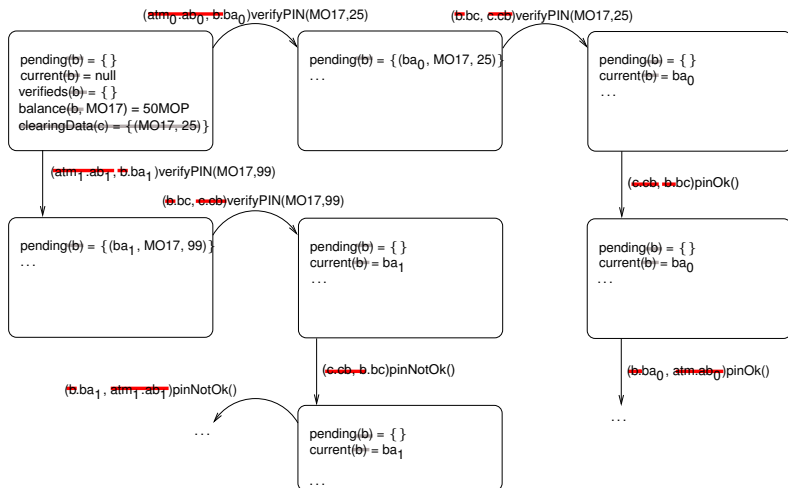 (atm0.ab0, b.ba0)verifyPIN(MO17,25)
(b.bc, c.cb)verifyPIN(MO17,25)
pending(b) = { }
current(b) = null
verifieds(b) = { }
balance(b, MO17) = 50MOP
clearingData(c) = {(MO17, 25)}
pending(b) = {(ba0, MO17, 25)}
...
pending(b) = { }
current(b) = ba0
...
(atm1.ab1, b.ba1)verifyPIN(MO17,99)
(b.bc, c.cb)verifyPIN(MO17,99)
(c.cb, b.bc)pinOk()
pending(b) = {(ba1, MO17, 99)}
...
pending(b) = { }
current(b) = ba1
...
pending(b) = { }
current(b) = ba0
...
(c.cb, b.bc)pinNotOk()
(b.ba1, atm1.ab1)pinNotOk()
(b.ba0, atm.ab0)pinOk()
...
pending(b) = { }
current(b) = ba1
...
...